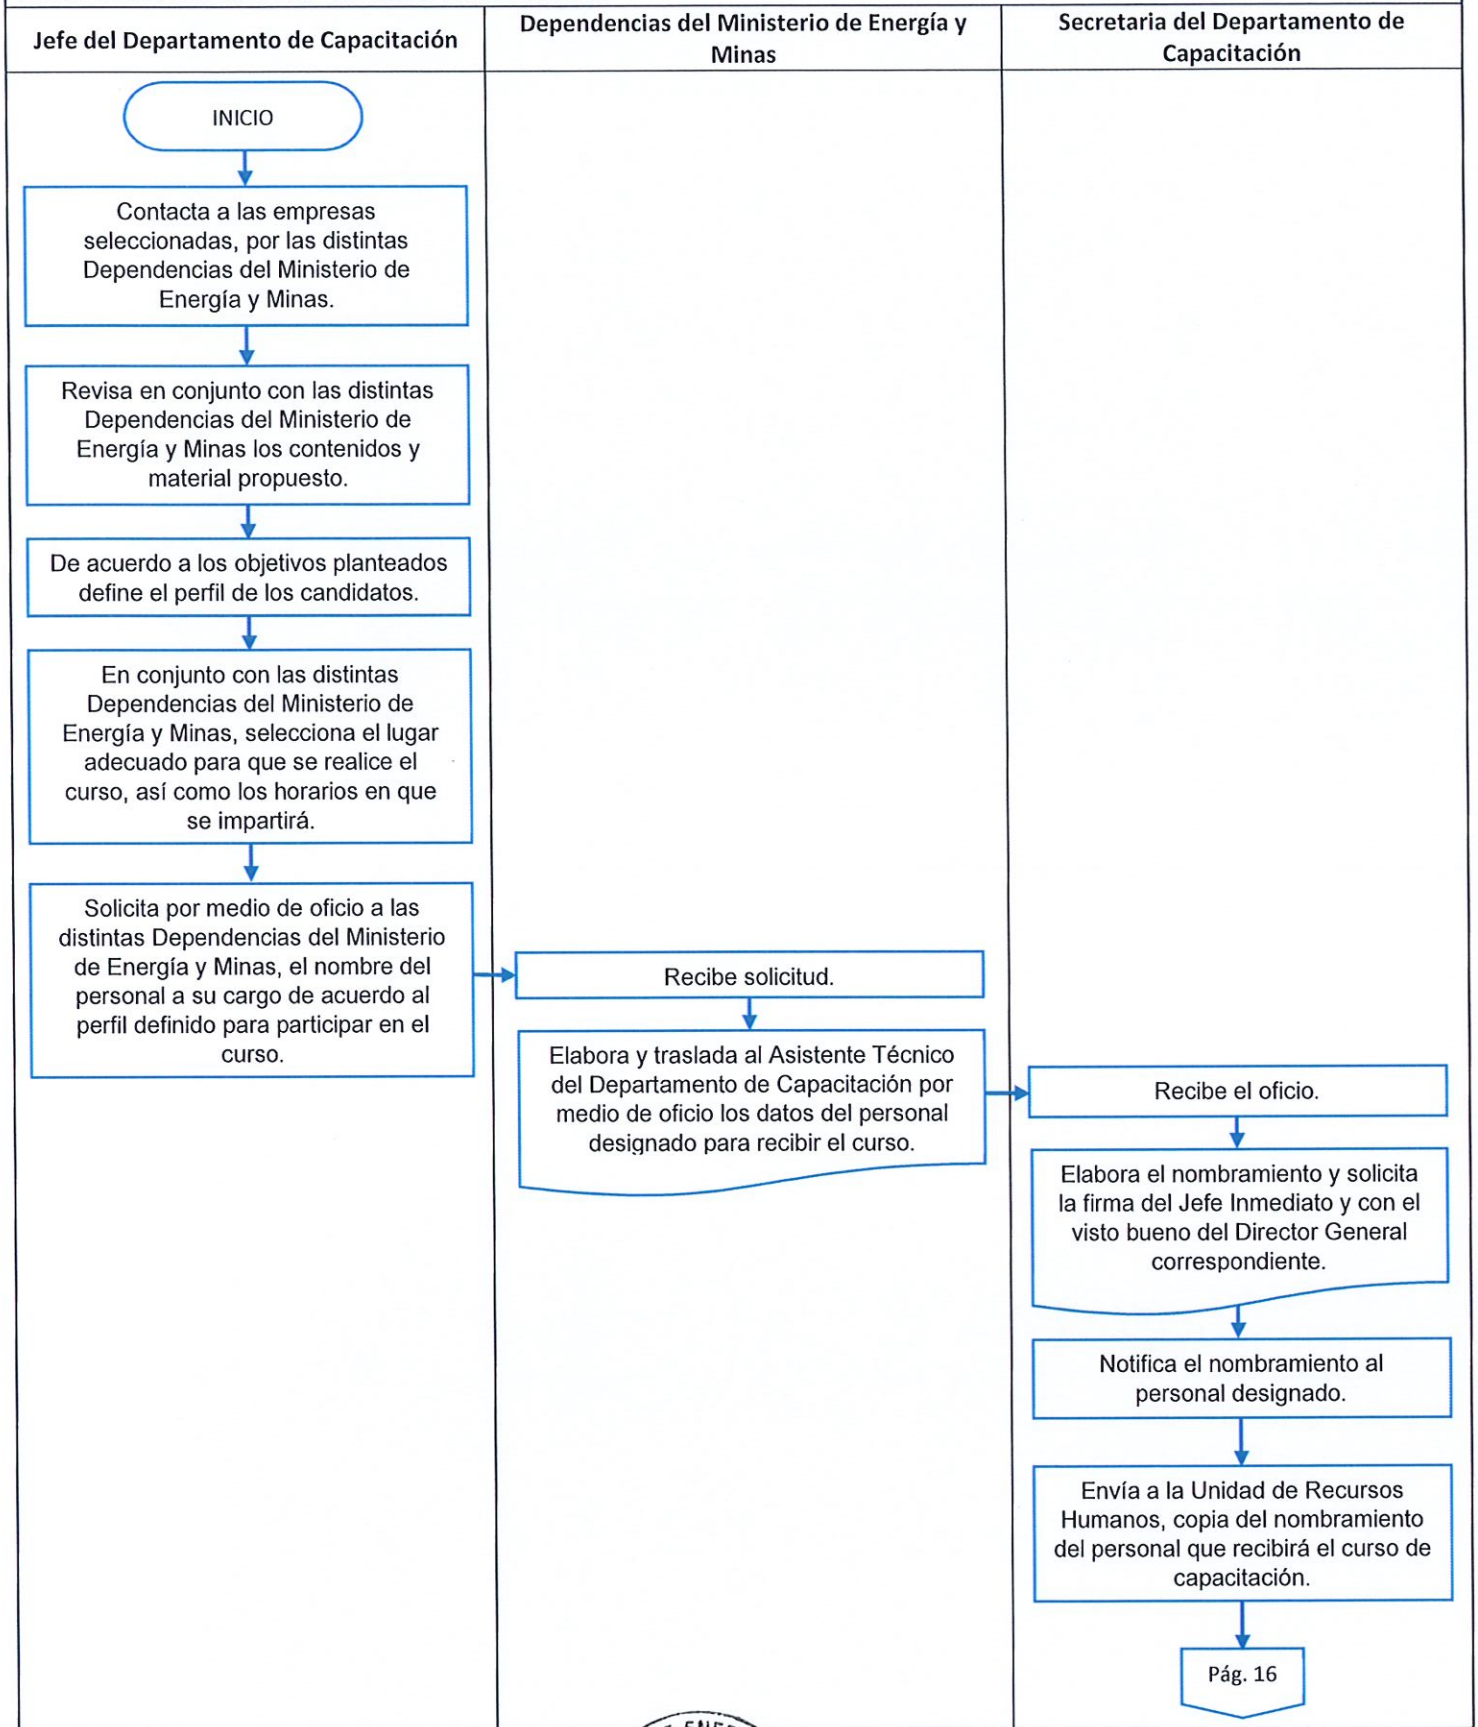 Jefe del Departamento de Capacitación
Dependencias del Ministerio de Energía y
Minas
Secretaria del Departamento de
Capacitación
INICIO
Contacta a las empresas
seleccionadas, por las distintas
Dependencias del Ministerio de
Energía y Minas.
Revisa en conjunto con las distintas
Dependencias del Ministerio de
Energía y Minas los contenidos y
material propuesto.
De acuerdo a los objetivos planteados
define el perfil de los candidatos.
En conjunto con las distintas
Dependencias del Ministerio de
Energía y Minas, selecciona el lugar
adecuado para que se realice el
curso, así como los horarios en que
se impartirá.
Solicita por medio de oficio a las
distintas Dependencias del Ministerio
de Energía y Minas, el nombre del
personal a su cargo de acuerdo al
perfil definido para participar en el
curso.
Recibe solicitud.
Elabora y traslada al Asistente Técnico
del Departamento de Capacitación por
medio de oficio los datos del personal
designado para recibir el curso.
Recibe el oficio.
Elabora el nombramiento y solicita
la firma del Jefe Inmediato y con el
visto bueno del Director General
correspondiente.
Notifica el nombramiento al
personal designado.
Envía a la Unidad de Recursos
Humanos, copia del nombramiento
del personal que recibirá el curso de
capacitación.
Pág. 16